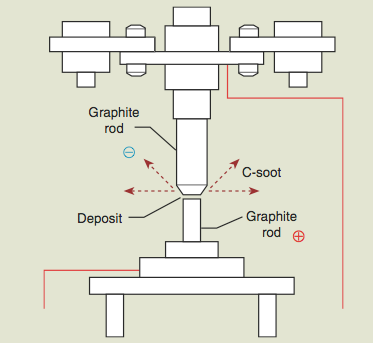 Graphite
rod
⊖
C-soot
Deposit
Graphite
rod ⊕